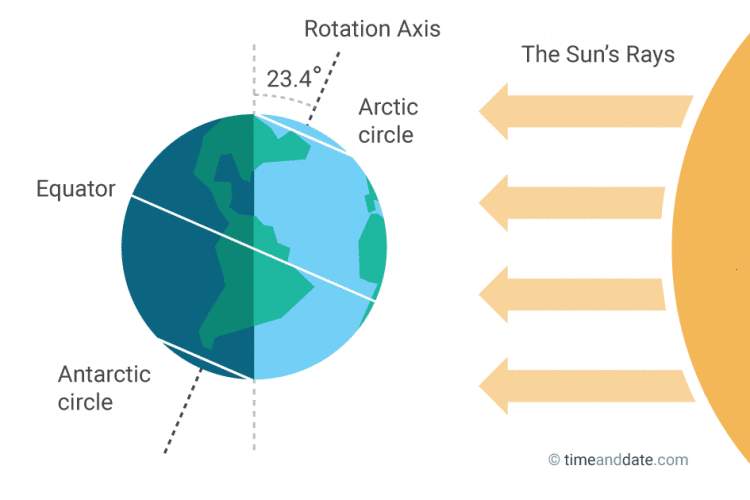 Rotation Axis
23.4°
The Sun's Rays
Arctic
circle
Equator
Antarctic
circle
© timeanddate.com